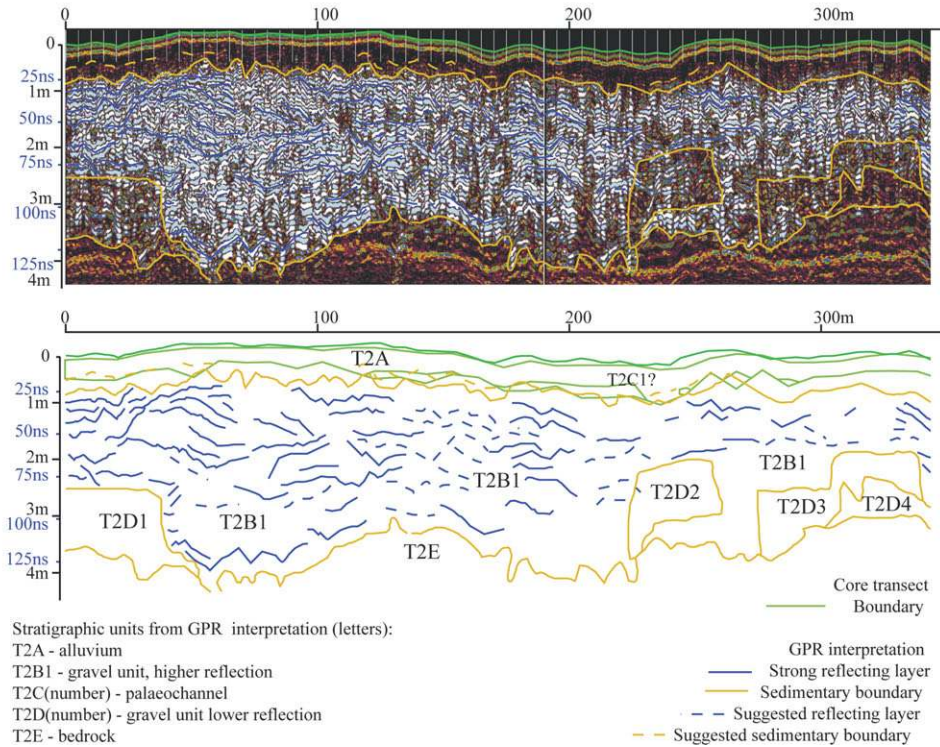 0 100 200 300m
0
25ns
1m
50ns
2m
75ns
3m
100ns
125ns
4m
0 100 200 300m
0
25ns
1m
50ns
2m
75ns
3m
100ns
125ns
4m
T2A
T2C1?
T2B1
T2B1
T2D2
T2D1
T2B1
T2D3
T2D4
T2E
Core transect
Boundary
Stratigraphic units from GPR interpretation (letters):
T2A - alluvium
T2B1 - gravel unit, higher reflection
T2C(number) - palaeochannel
T2D(number) - gravel unit lower reflection
T2E - bedrock
GPR interpretation
Strong reflecting layer
Sedimentary boundary
Suggested reflecting layer
Suggested sedimentary boundary